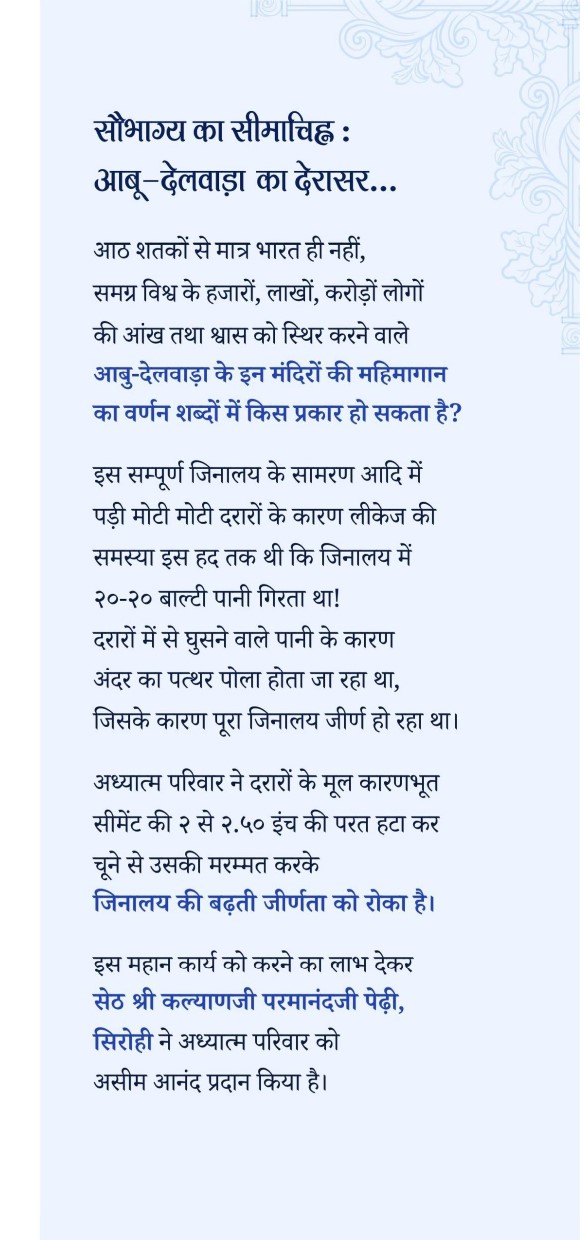 सौभाग्य का सीमाचिह्न :
आबू–देलवाड़ा का देरासर...
आठ शतकों से मात्र भारत ही नहीं,
समग्र विश्व के हजारों, लाखों, करोड़ों लोगों
की आंख तथा श्वास को स्थिर करने वाले
आबु-देलवाड़ा के इन मंदिरों की महिमागान
का वर्णन शब्दों में किस प्रकार हो सकता है?
इस सम्पूर्ण जिनालय के सामरण आदि में
पड़ी मोटी मोटी दरारों के कारण लीकेज की
समस्या इस हद तक थी कि जिनालय में
२०-२० बाल्टी पानी गिरता था!
दरारों में से घुसने वाले पानी के कारण
अंदर का पत्थर पोला होता जा रहा था,
जिसके कारण पूरा जिनालय जीर्ण हो रहा था।
अध्यात्म परिवार ने दरारों के मूल कारणभूत
सीमेंट की २ से २.५० इंच की परत हटा कर
चूने से उसकी मरम्मत करके
जिनालय की बढ़ती जीर्णता को रोका है।
इस महान कार्य को करने का लाभ देकर
सेठ श्री कल्याणजी परमानंदजी पेढ़ी,
सिरोही ने अध्यात्म परिवार को
असीम आनंद प्रदान किया है।